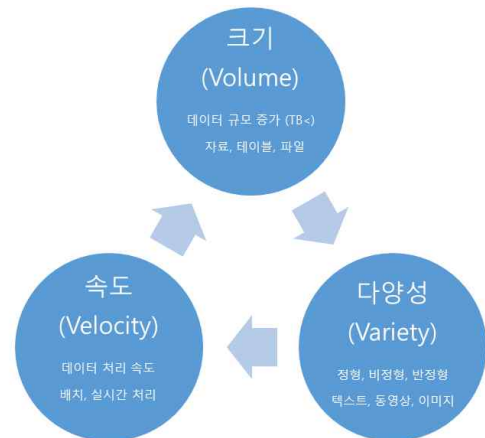 크기
(Volume)
데이터 규모 증가 (TB<)
자료, 테이블, 파일
속도
(Velocity)
데이터 처리 속도
배치, 실시간 처리
다양성
(Variety)
정형, 비정형, 반정형
텍스트, 동영상, 이미지